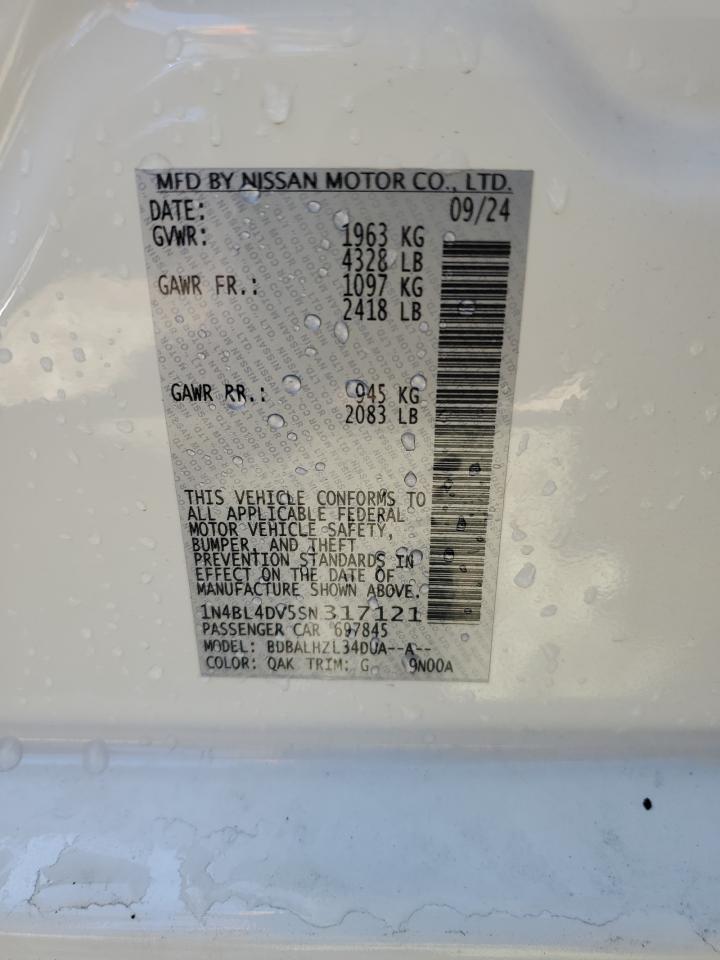 MFD BY NISSAN MOTOR CO., LTD.
DATE: 09/24
GVWR: 1963 KG
4328 LB
GAWR FR.: 1097 KG
2418 LB
GAWR RR.: 945 KG
2083 LB
THIS VEHICLE CONFORMS TO
ALL APPLICABLE FEDERAL
MOTOR VEHICLE SAFETY,
BUMPER, AND THEFT
PREVENTION STANDARDS IN
EFFECT ON THE DATE OF
MANUFACTURE SHOWN ABOVE.
1N4BL4DV5SN317121
PASSENGER CAR 697845
MODEL: BDBALHZL34DUA--A--
COLOR: QAK TRIM: G 9N00A